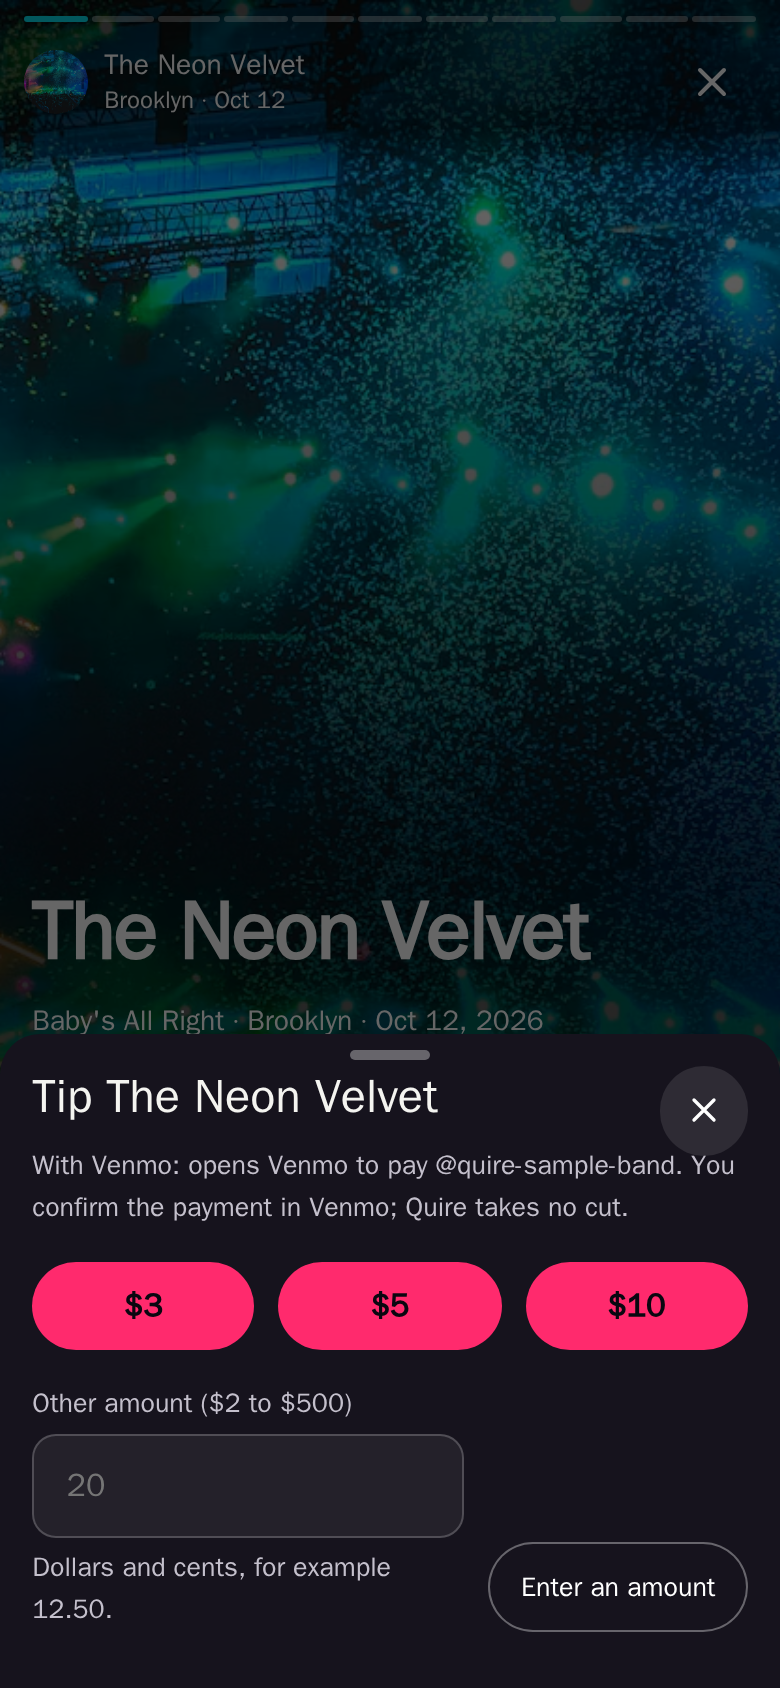 The Neon Velvet
Brooklyn · Oct 12
The Neon Velvet
Baby's All Right · Brooklyn · Oct 12, 2026
Tip The Neon Velvet
With Venmo: opens Venmo to pay @quire-sample-band. You
confirm the payment in Venmo; Quire takes no cut.
$3
$5
$10
Other amount ($2 to $500)
20
Dollars and cents, for example
12.50.
Enter an amount